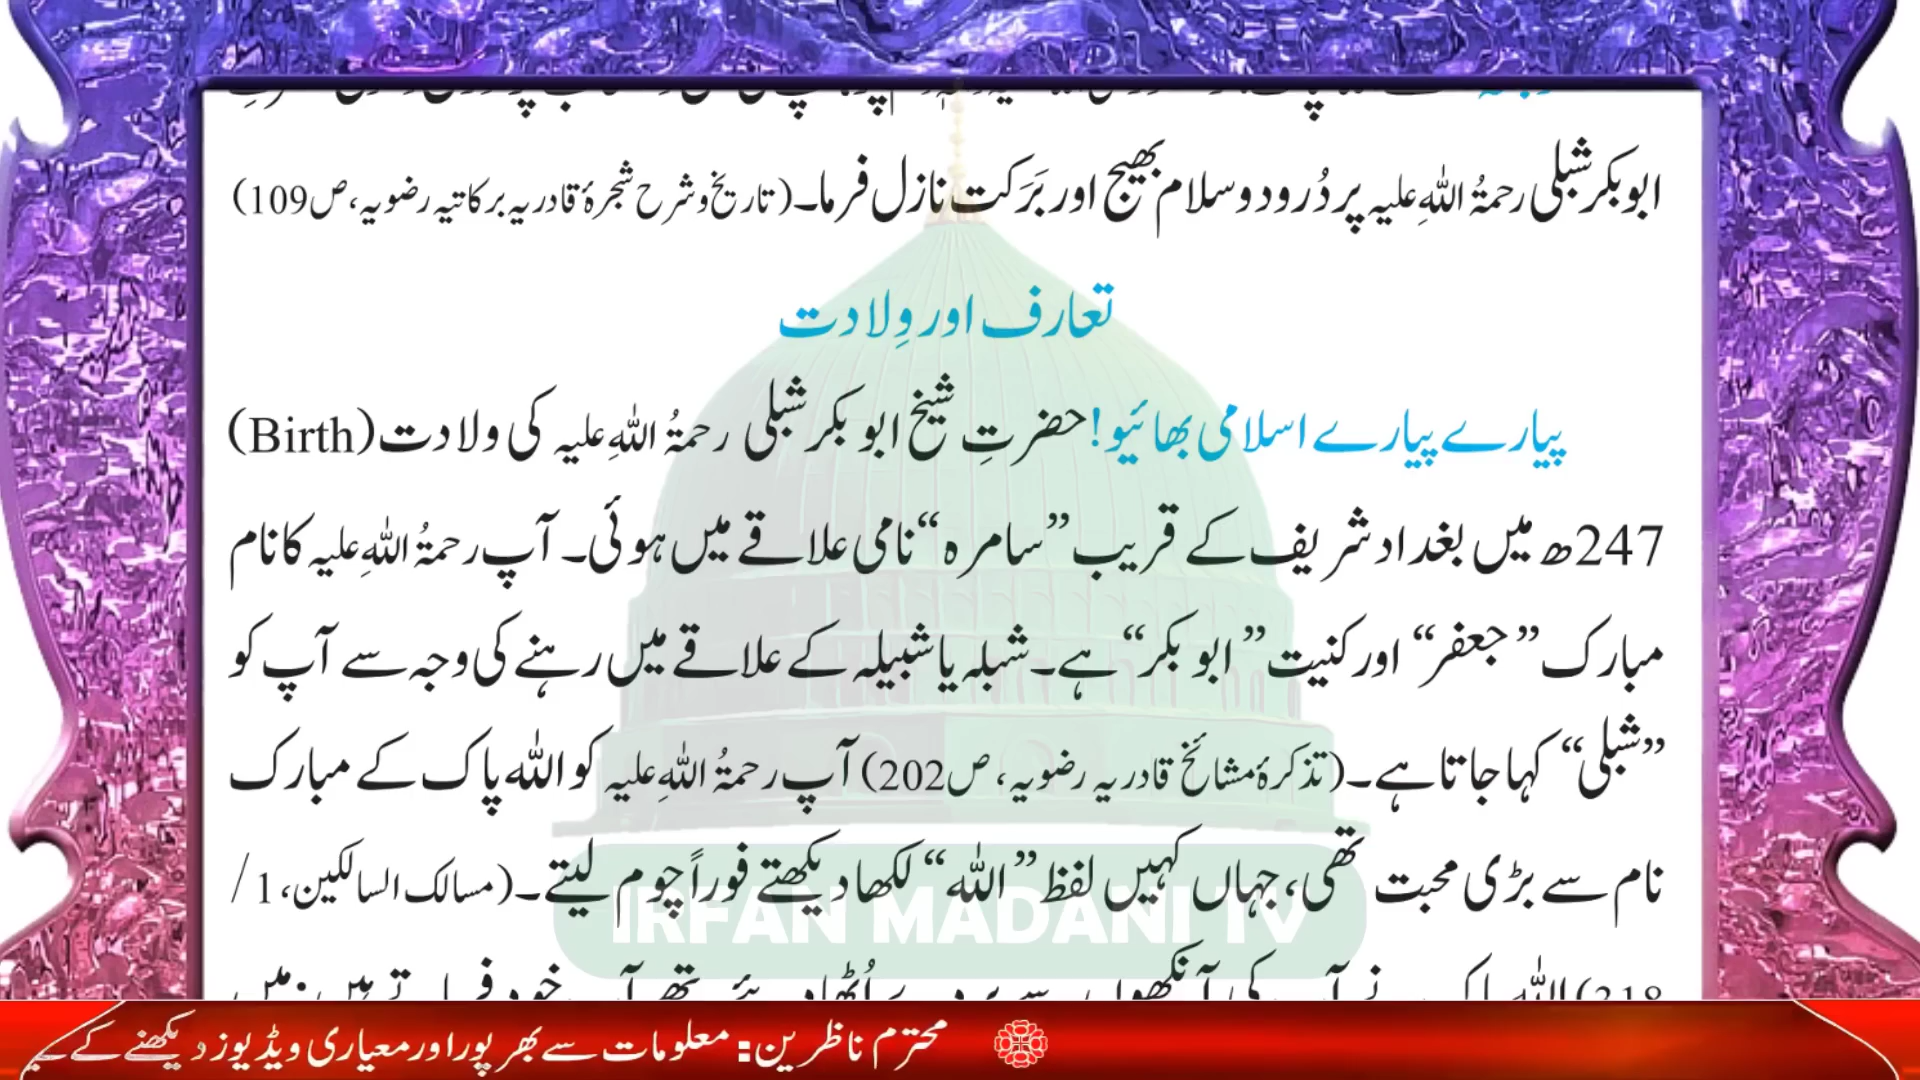 ابوبکر شبلی رحمۃُ اللہِ علیہ پر دُرود و سلام بھیج اور بَرَکت نازل فرما۔ (تاریخ و شرح شجرۂ قادریہ برکاتیہ رضویہ، ص109)
تعارف اور وِلادت
پیارے پیارے اسلامی بھائیو! حضرتِ شیخ ابو بکر شبلی رحمۃُ اللہِ علیہ کی ولادت (Birth)
247ھ میں بغداد شریف کے قریب ”سامرہ“ نامی علاقے میں ہوئی۔ آپ رحمۃُ اللہِ علیہ کا نام
مبارک ”جعفر“ اور کنیت ”ابو بکر“ ہے۔ شبلہ یا شبیلہ کے علاقے میں رہنے کی وجہ سے آپ کو
”شبلی“ کہا جاتا ہے۔ (تذکرۂ مشائخ قادریہ رضویہ، ص202) آپ رحمۃُ اللہِ علیہ کو اللہ پاک کے مبارک
نام سے بڑی محبت تھی، جہاں کہیں لفظ ”اللہ“ لکھا دیکھتے فوراً چوم لیتے۔ (مسالک السالکین، 1/
IRFAN MADANI TV
محترم ناظرین: معلومات سے بھرپور اور معیاری ویڈیوز دیکھنے کے لیے